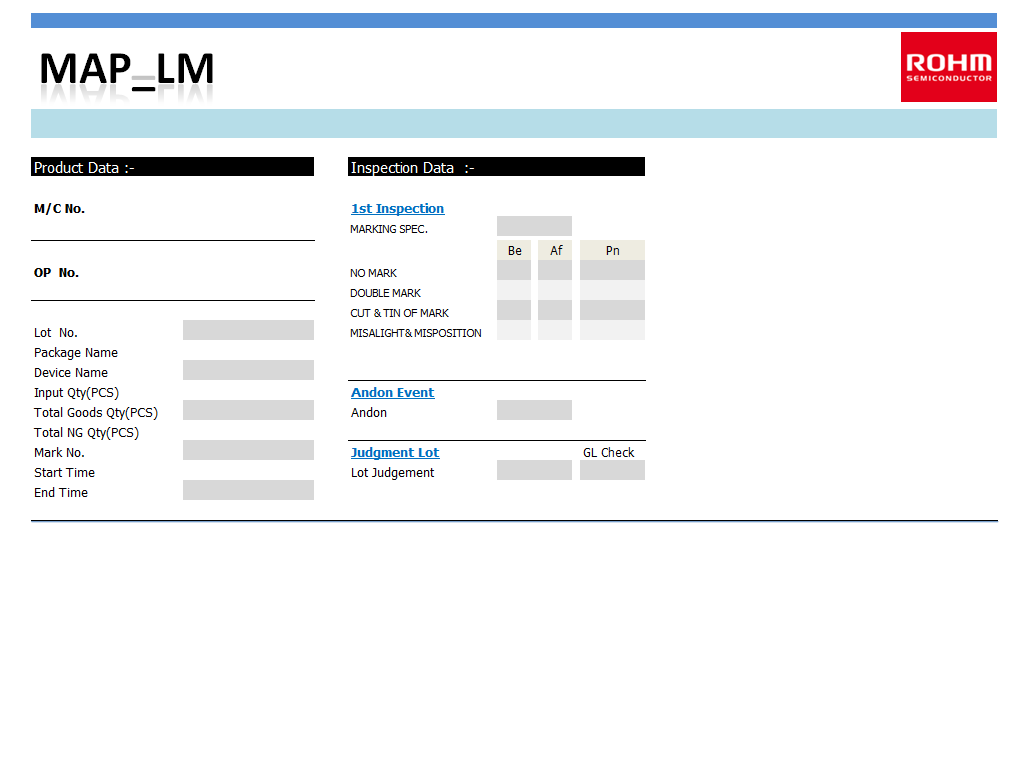 MAP_LM
ROHM
SEMICONDUCTOR
Product Data :-
M/C No.
OP No.
Lot No.
Package Name
Device Name
Input Qty(PCS)
Total Goods Qty(PCS)
Total NG Qty(PCS)
Mark No.
Start Time
End Time
Inspection Data :-
1st Inspection
MARKING SPEC.
Be Af Pn
NO MARK
DOUBLE MARK
CUT & TIN OF MARK
MISALIGHT& MISPOSITION
Andon Event
Andon
Judgment Lot GL Check
Lot Judgement